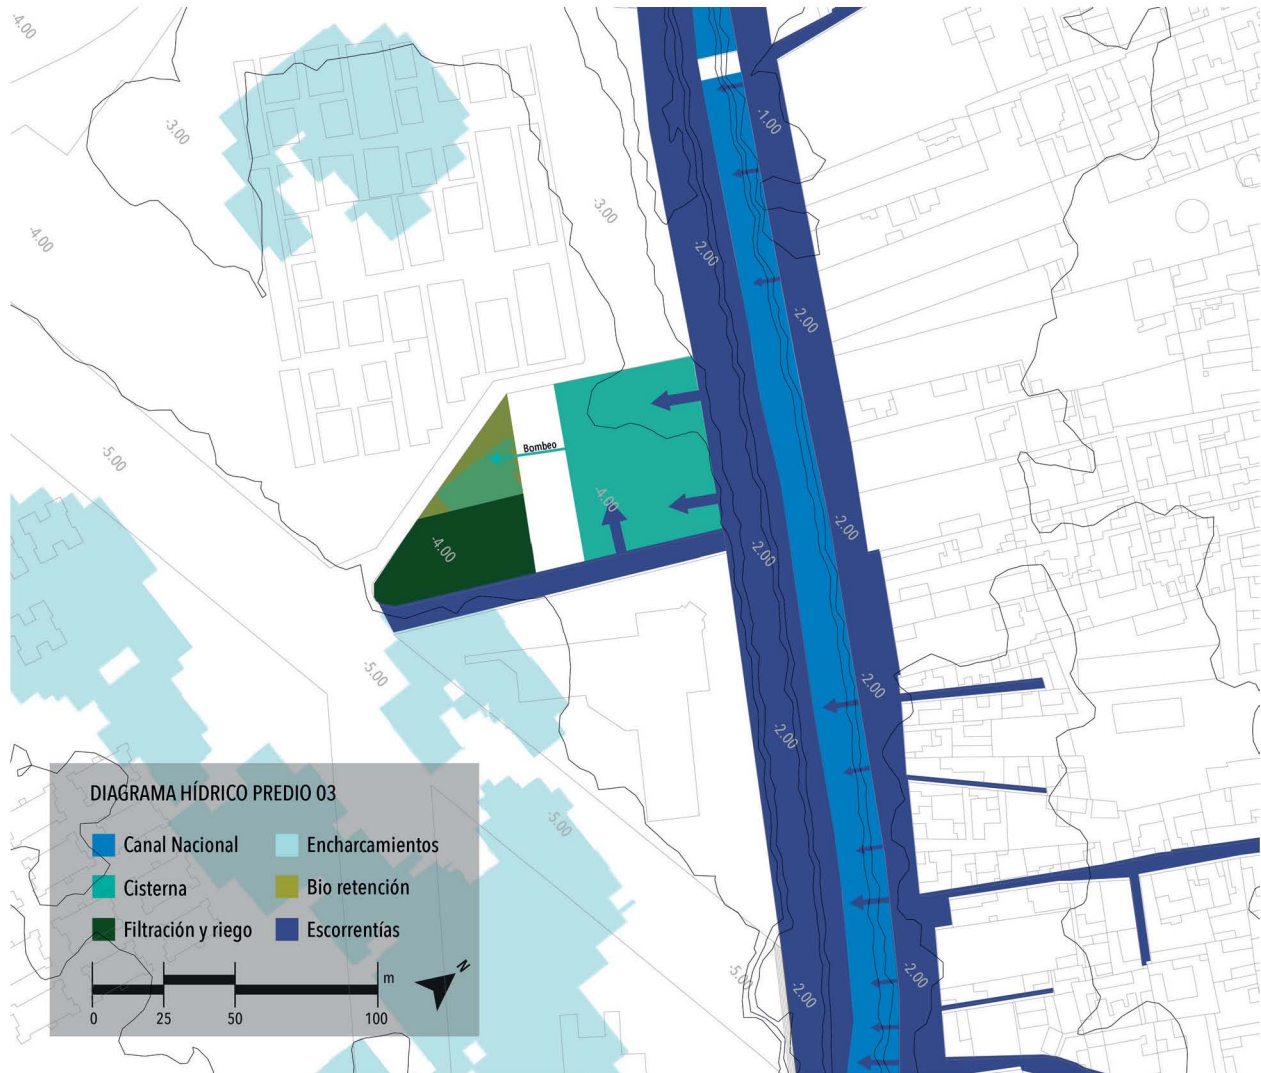 -4.00
-3.00
-1.00
-3.00
-4.00
-2.00
-2.00
Bombeo
-5.00
-4.00
-2.00
-4.00
-2.00
-5.00
-2.00
-2.00
DIAGRAMA HÍDRICO PREDIO 03
Canal Nacional
Encharcamientos
Cisterna
Bio retención
Filtración y riego
Escorrentías
m
N
0 25 50 100
-5.00
-5.00
-2.00
-2.00